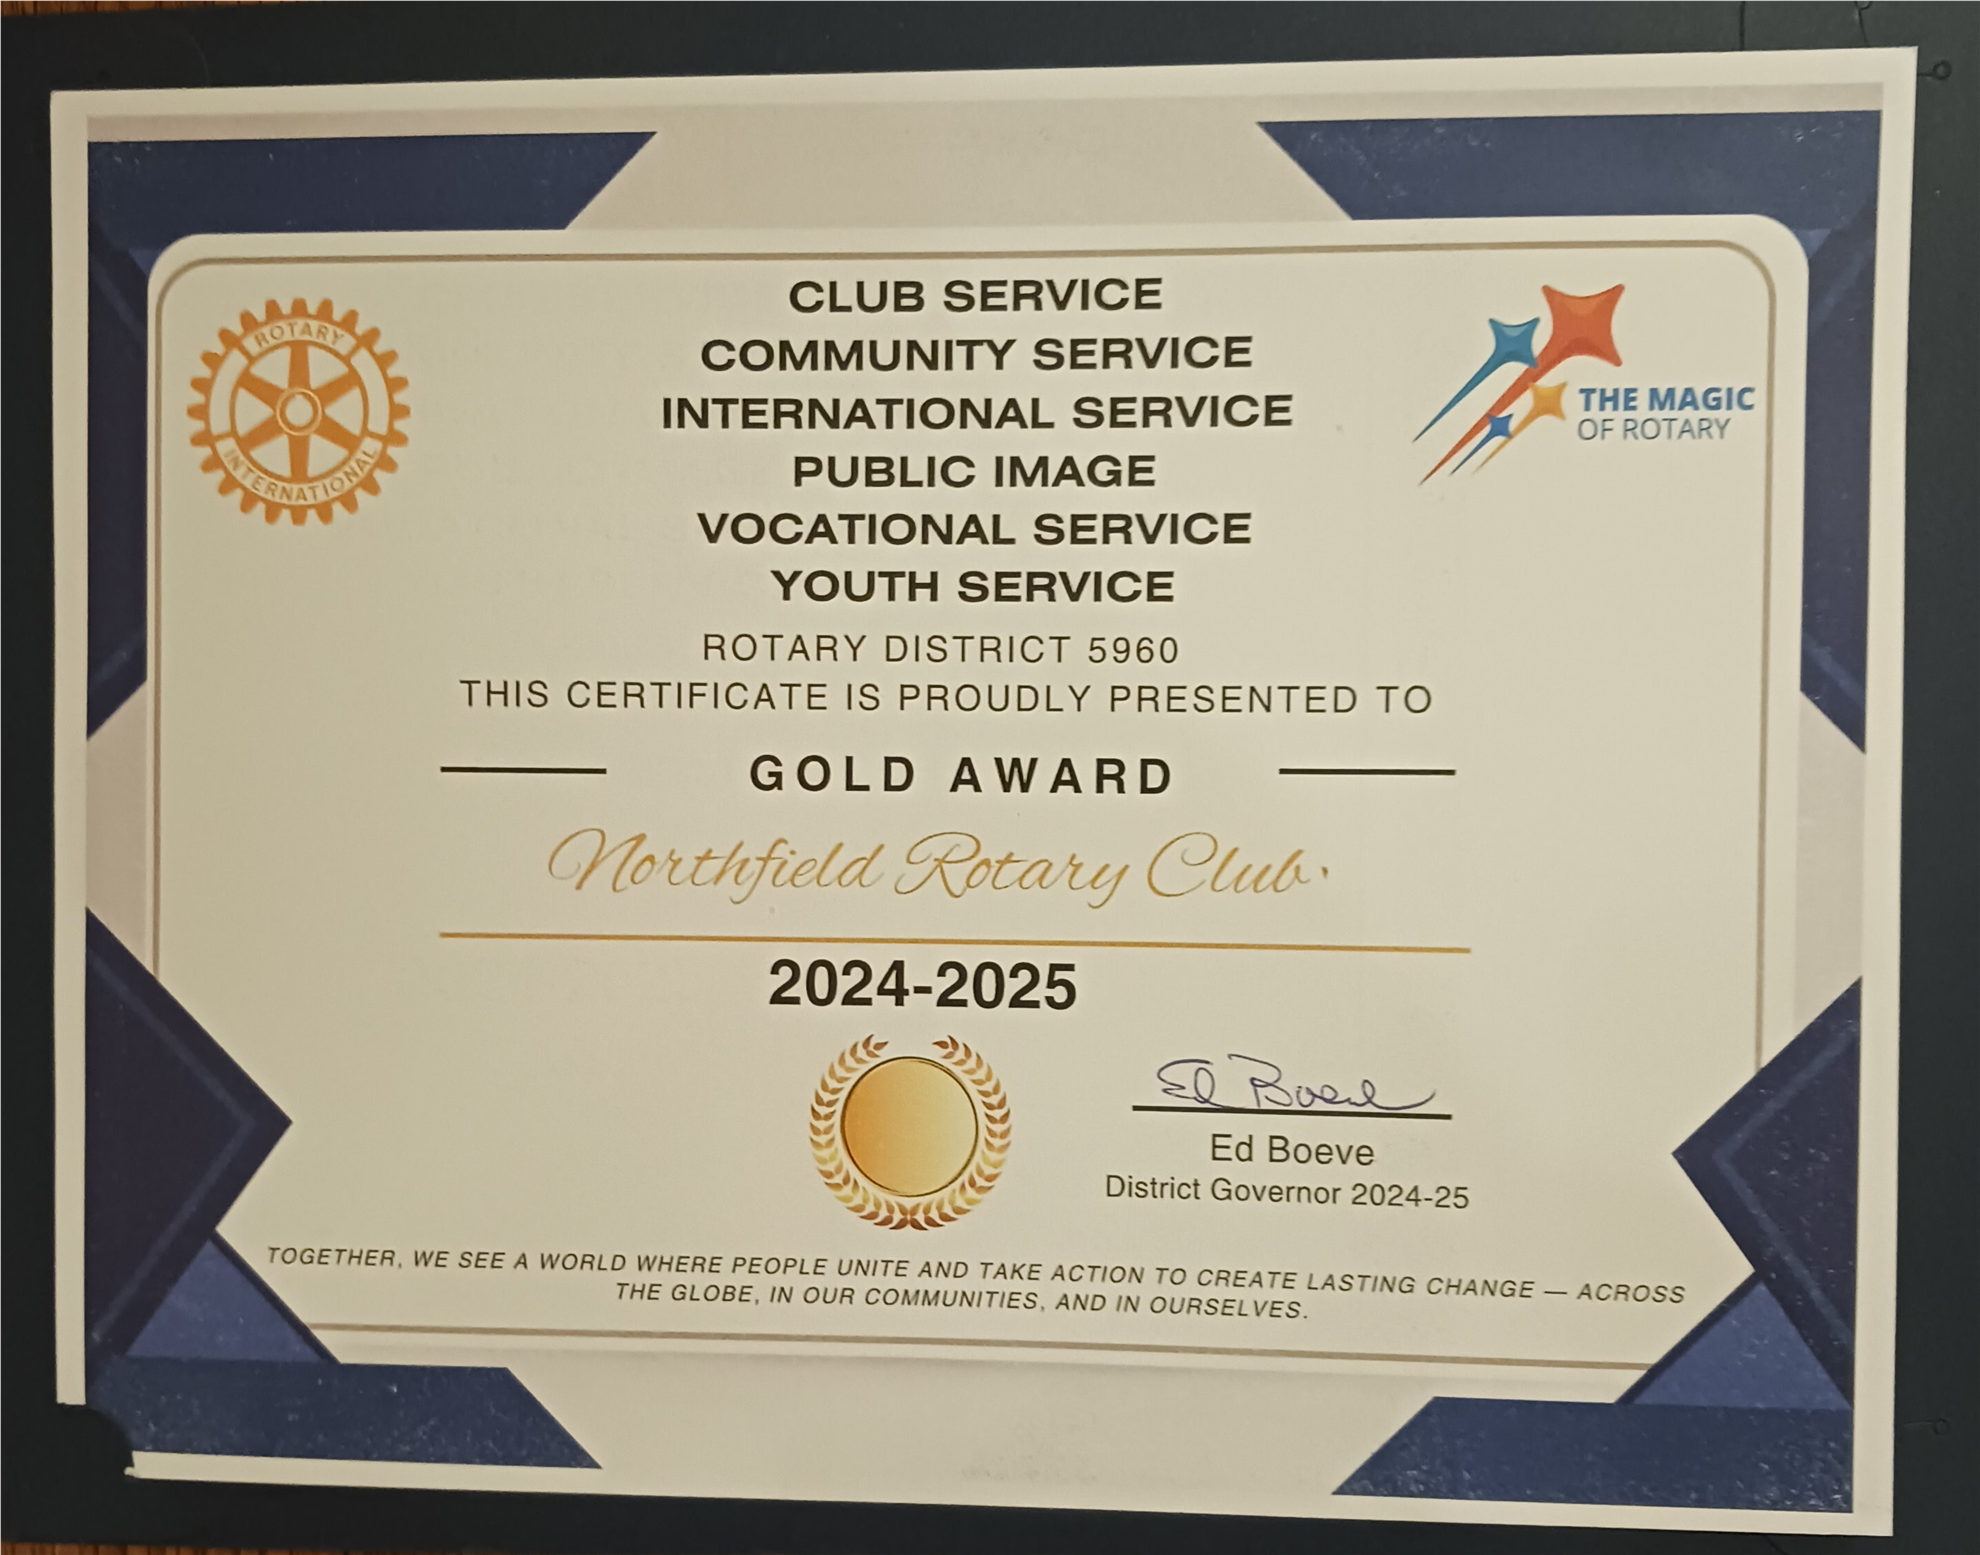 ROTARY
INTERNATIONAL
CLUB SERVICE
COMMUNITY SERVICE
INTERNATIONAL SERVICE
PUBLIC IMAGE
VOCATIONAL SERVICE
YOUTH SERVICE
THE MAGIC
OF ROTARY
ROTARY DISTRICT 5960
THIS CERTIFICATE IS PROUDLY PRESENTED TO
GOLD AWARD
Northfield Rotary Club
2024-2025
Ed Boeve
Ed Boeve
District Governor 2024-25
TOGETHER, WE SEE A WORLD WHERE PEOPLE UNITE AND TAKE ACTION TO CREATE LASTING CHANGE — ACROSS
THE GLOBE, IN OUR COMMUNITIES, AND IN OURSELVES.